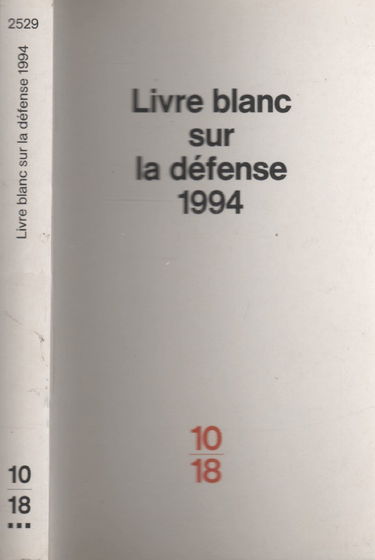 2529
Livre blanc sur la défense 1994
10
18
Livre blanc
sur
la défense
1994
10
18